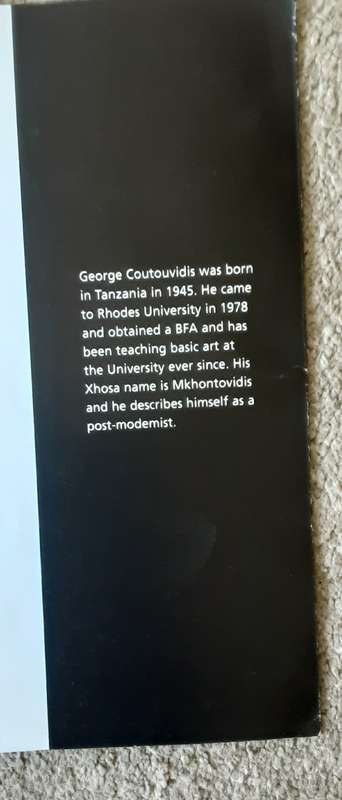 George Coutouvidis was born
in Tanzania in 1945. He came
to Rhodes University in 1978
and obtained a BFA and has
been teaching basic art at
the University ever since. His
Xhosa name is Mkhontovidis
and he describes himself as a
post-modernist.